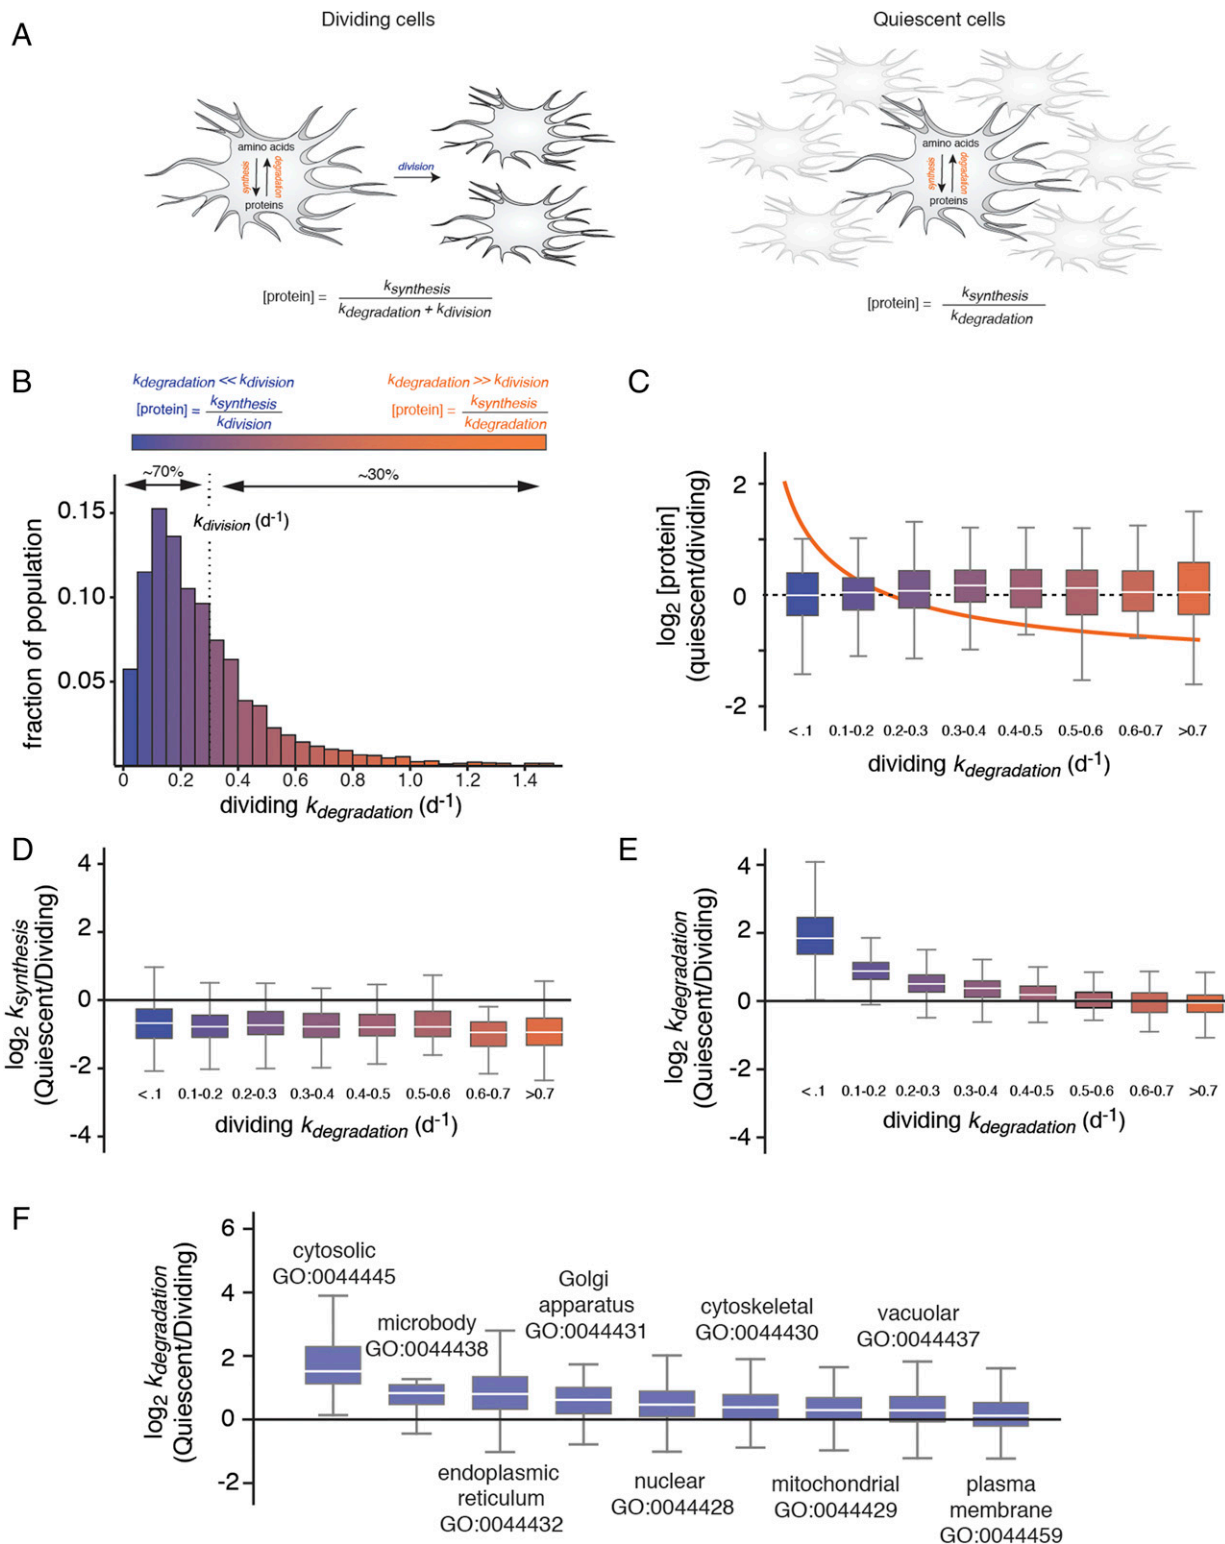 A
Dividing cells
Quiescent cells
amino acids
synthesis
degradation
proteins
division
amino acids
synthesis
degradation
proteins
[protein] = ksynthesis
kdegradation + kdivision
[protein] = ksynthesis
kdegradation
B
kdegradation << kdivision
[protein] = ksynthesis
kdivision
kdegradation >> kdivision
[protein] = ksynthesis
kdegradation
~70%
~30%
kdivision (d-1)
fraction of population
0.15
0.10
0.05
0 0.2 0.4 0.6 0.8 1.0 1.2 1.4
dividing kdegradation (d-1)
C
log2 [protein]
(quiescent/dividing)
2
0
-2
< .1 0.1-0.2 0.2-0.3 0.3-0.4 0.4-0.5 0.5-0.6 0.6-0.7 >0.7
dividing kdegradation (d-1)
D
log2 ksynthesis
(Quiescent/Dividing)
4
2
0
-2
-4
< .1 0.1-0.2 0.2-0.3 0.3-0.4 0.4-0.5 0.5-0.6 0.6-0.7 >0.7
dividing kdegradation (d-1)
E
log2 kdegradation
(Quiescent/Dividing)
4
2
0
-2
-4
< .1 0.1-0.2 0.2-0.3 0.3-0.4 0.4-0.5 0.5-0.6 0.6-0.7 >0.7
dividing kdegradation (d-1)
F
log2 kdegradation
(Quiescent/Dividing)
6
4
2
0
-2
cytosolic
GO:0044445
microbody
GO:0044438
endoplasmic
reticulum
GO:0044432
Golgi
apparatus
GO:0044431
nuclear
GO:0044428
cytoskeletal
GO:0044430
mitochondrial
GO:0044429
vacuolar
GO:0044437
plasma
membrane
GO:0044459